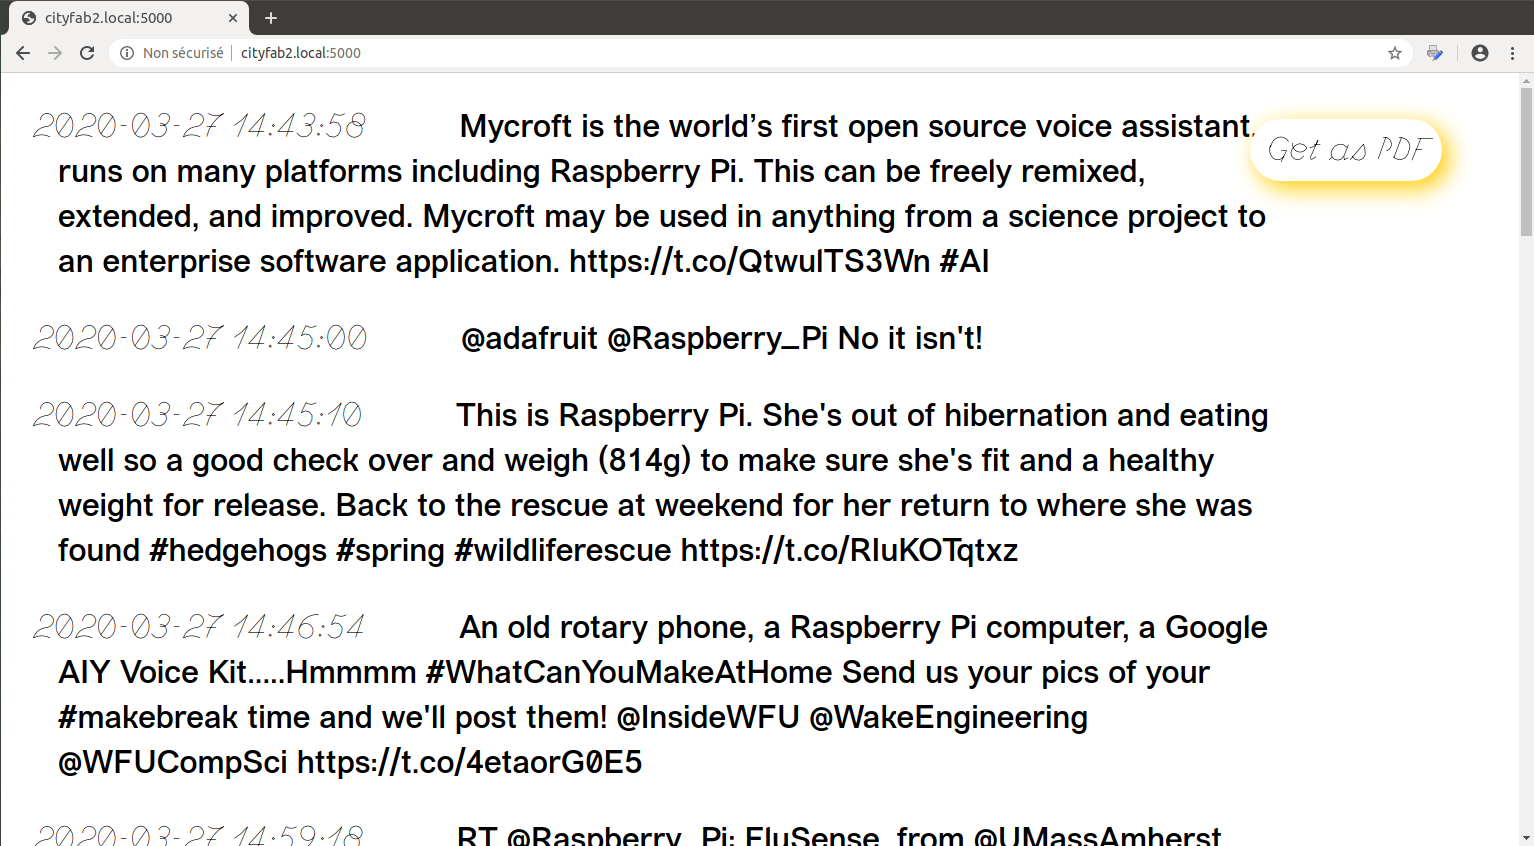 cityfab2.local:5000
Non sécurisé cityfab2.local:5000
2020-03-27 14:43:58 Mycroft is the world's first open source voice assistant.
Get as PDF
runs on many platforms including Raspberry Pi. This can be freely remixed,
extended, and improved. Mycroft may be used in anything from a science project to
an enterprise software application. https://t.co/QtwulTS3Wn #AI
2020-03-27 14:45:00 @adafruit @Raspberry_Pi No it isn't!
2020-03-27 14:45:10 This is Raspberry Pi. She's out of hibernation and eating
well so a good check over and weigh (814g) to make sure she's fit and a healthy
weight for release. Back to the rescue at weekend for her return to where she was
found #hedgehogs #spring #wildliferescue https://t.co/RIuKOTqtxz
2020-03-27 14:46:54 An old rotary phone, a Raspberry Pi computer, a Google
AIY Voice Kit.....Hmmmm #WhatCanYouMakeAtHome Send us your pics of your
#makebreak time and we'll post them! @InsideWFU @WakeEngineering
@WFUCompSci https://t.co/4etaorG0E5
2020-03-27 14:59:18 RT @Raspberry_Pi: FluSense, from @UMassAmherst